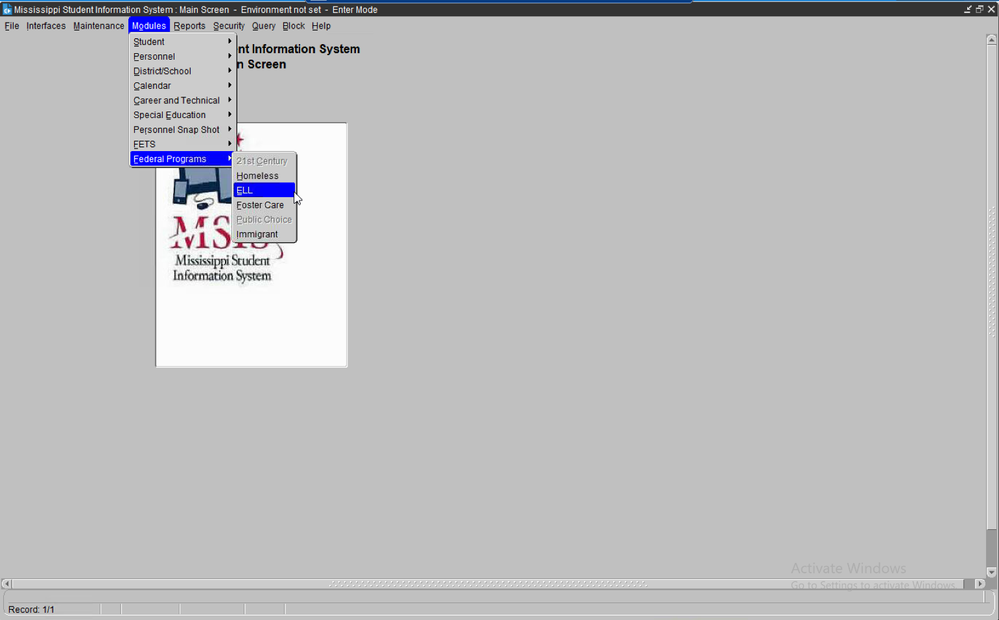 Mississippi Student Information System : Main Screen - Environment not set - Enter Mode
File Interfaces Maintenance Modules Reports Security Query Block Help
nt Information System
n Screen
Student
Personnel
District/School
Calendar
Career and Technical
Special Education
Personnel Snap Shot
FETS
Federal Programs
21st Century
Homeless
ELL
Foster Care
Public Choice
Immigrant
MSIS
Mississippi Student
Information System
Activate Windows
Go to Settings to activate Windows.
Record: 1/1